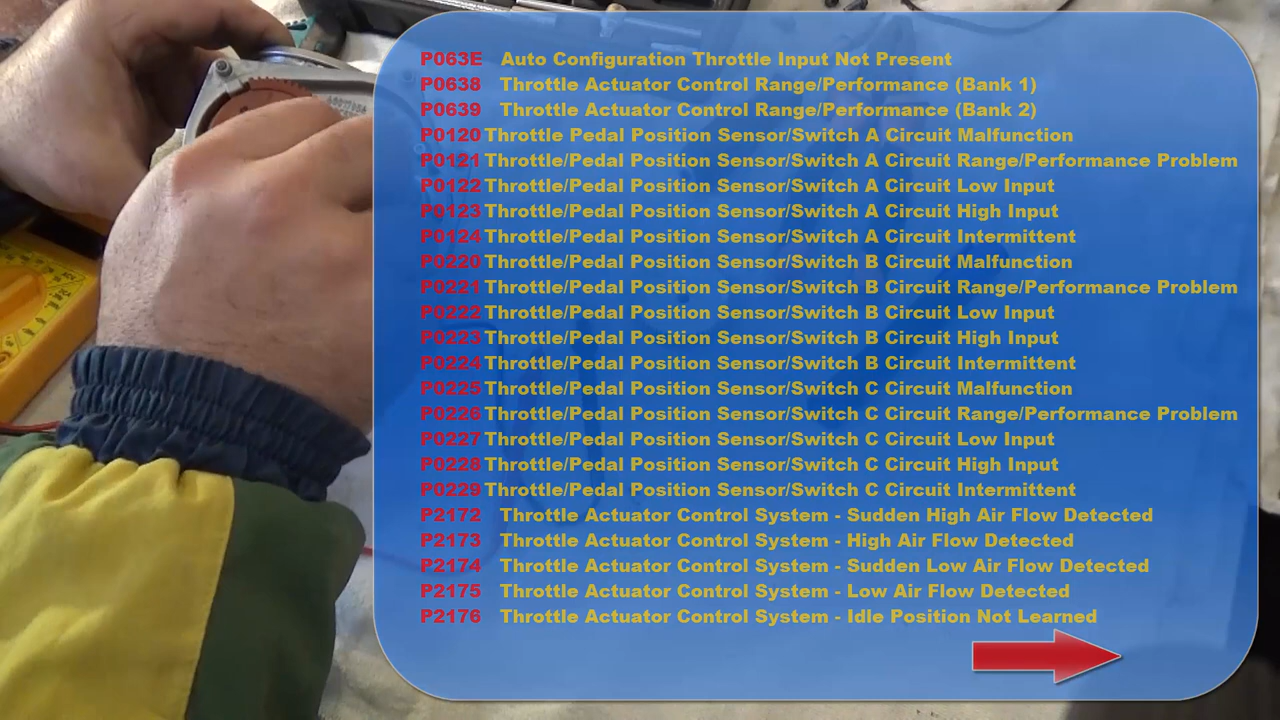 P063E Auto Configuration Throttle Input Not Present
P0638 Throttle Actuator Control Range/Performance (Bank 1)
P0639 Throttle Actuator Control Range/Performance (Bank 2)
P0120 Throttle Pedal Position Sensor/Switch A Circuit Malfunction
P0121 Throttle/Pedal Position Sensor/Switch A Circuit Range/Performance Problem
P0122 Throttle/Pedal Position Sensor/Switch A Circuit Low Input
P0123 Throttle/Pedal Position Sensor/Switch A Circuit High Input
P0124 Throttle/Pedal Position Sensor/Switch A Circuit Intermittent
P0220 Throttle/Pedal Position Sensor/Switch B Circuit Malfunction
P0221 Throttle/Pedal Position Sensor/Switch B Circuit Range/Performance Problem
P0222 Throttle/Pedal Position Sensor/Switch B Circuit Low Input
P0223 Throttle/Pedal Position Sensor/Switch B Circuit High Input
P0224 Throttle/Pedal Position Sensor/Switch B Circuit Intermittent
P0225 Throttle/Pedal Position Sensor/Switch C Circuit Malfunction
P0226 Throttle/Pedal Position Sensor/Switch C Circuit Range/Performance Problem
P0227 Throttle/Pedal Position Sensor/Switch C Circuit Low Input
P0228 Throttle/Pedal Position Sensor/Switch C Circuit High Input
P0229 Throttle/Pedal Position Sensor/Switch C Circuit Intermittent
P2172 Throttle Actuator Control System - Sudden High Air Flow Detected
P2173 Throttle Actuator Control System - High Air Flow Detected
P2174 Throttle Actuator Control System - Sudden Low Air Flow Detected
P2175 Throttle Actuator Control System - Low Air Flow Detected
P2176 Throttle Actuator Control System - Idle Position Not Learned